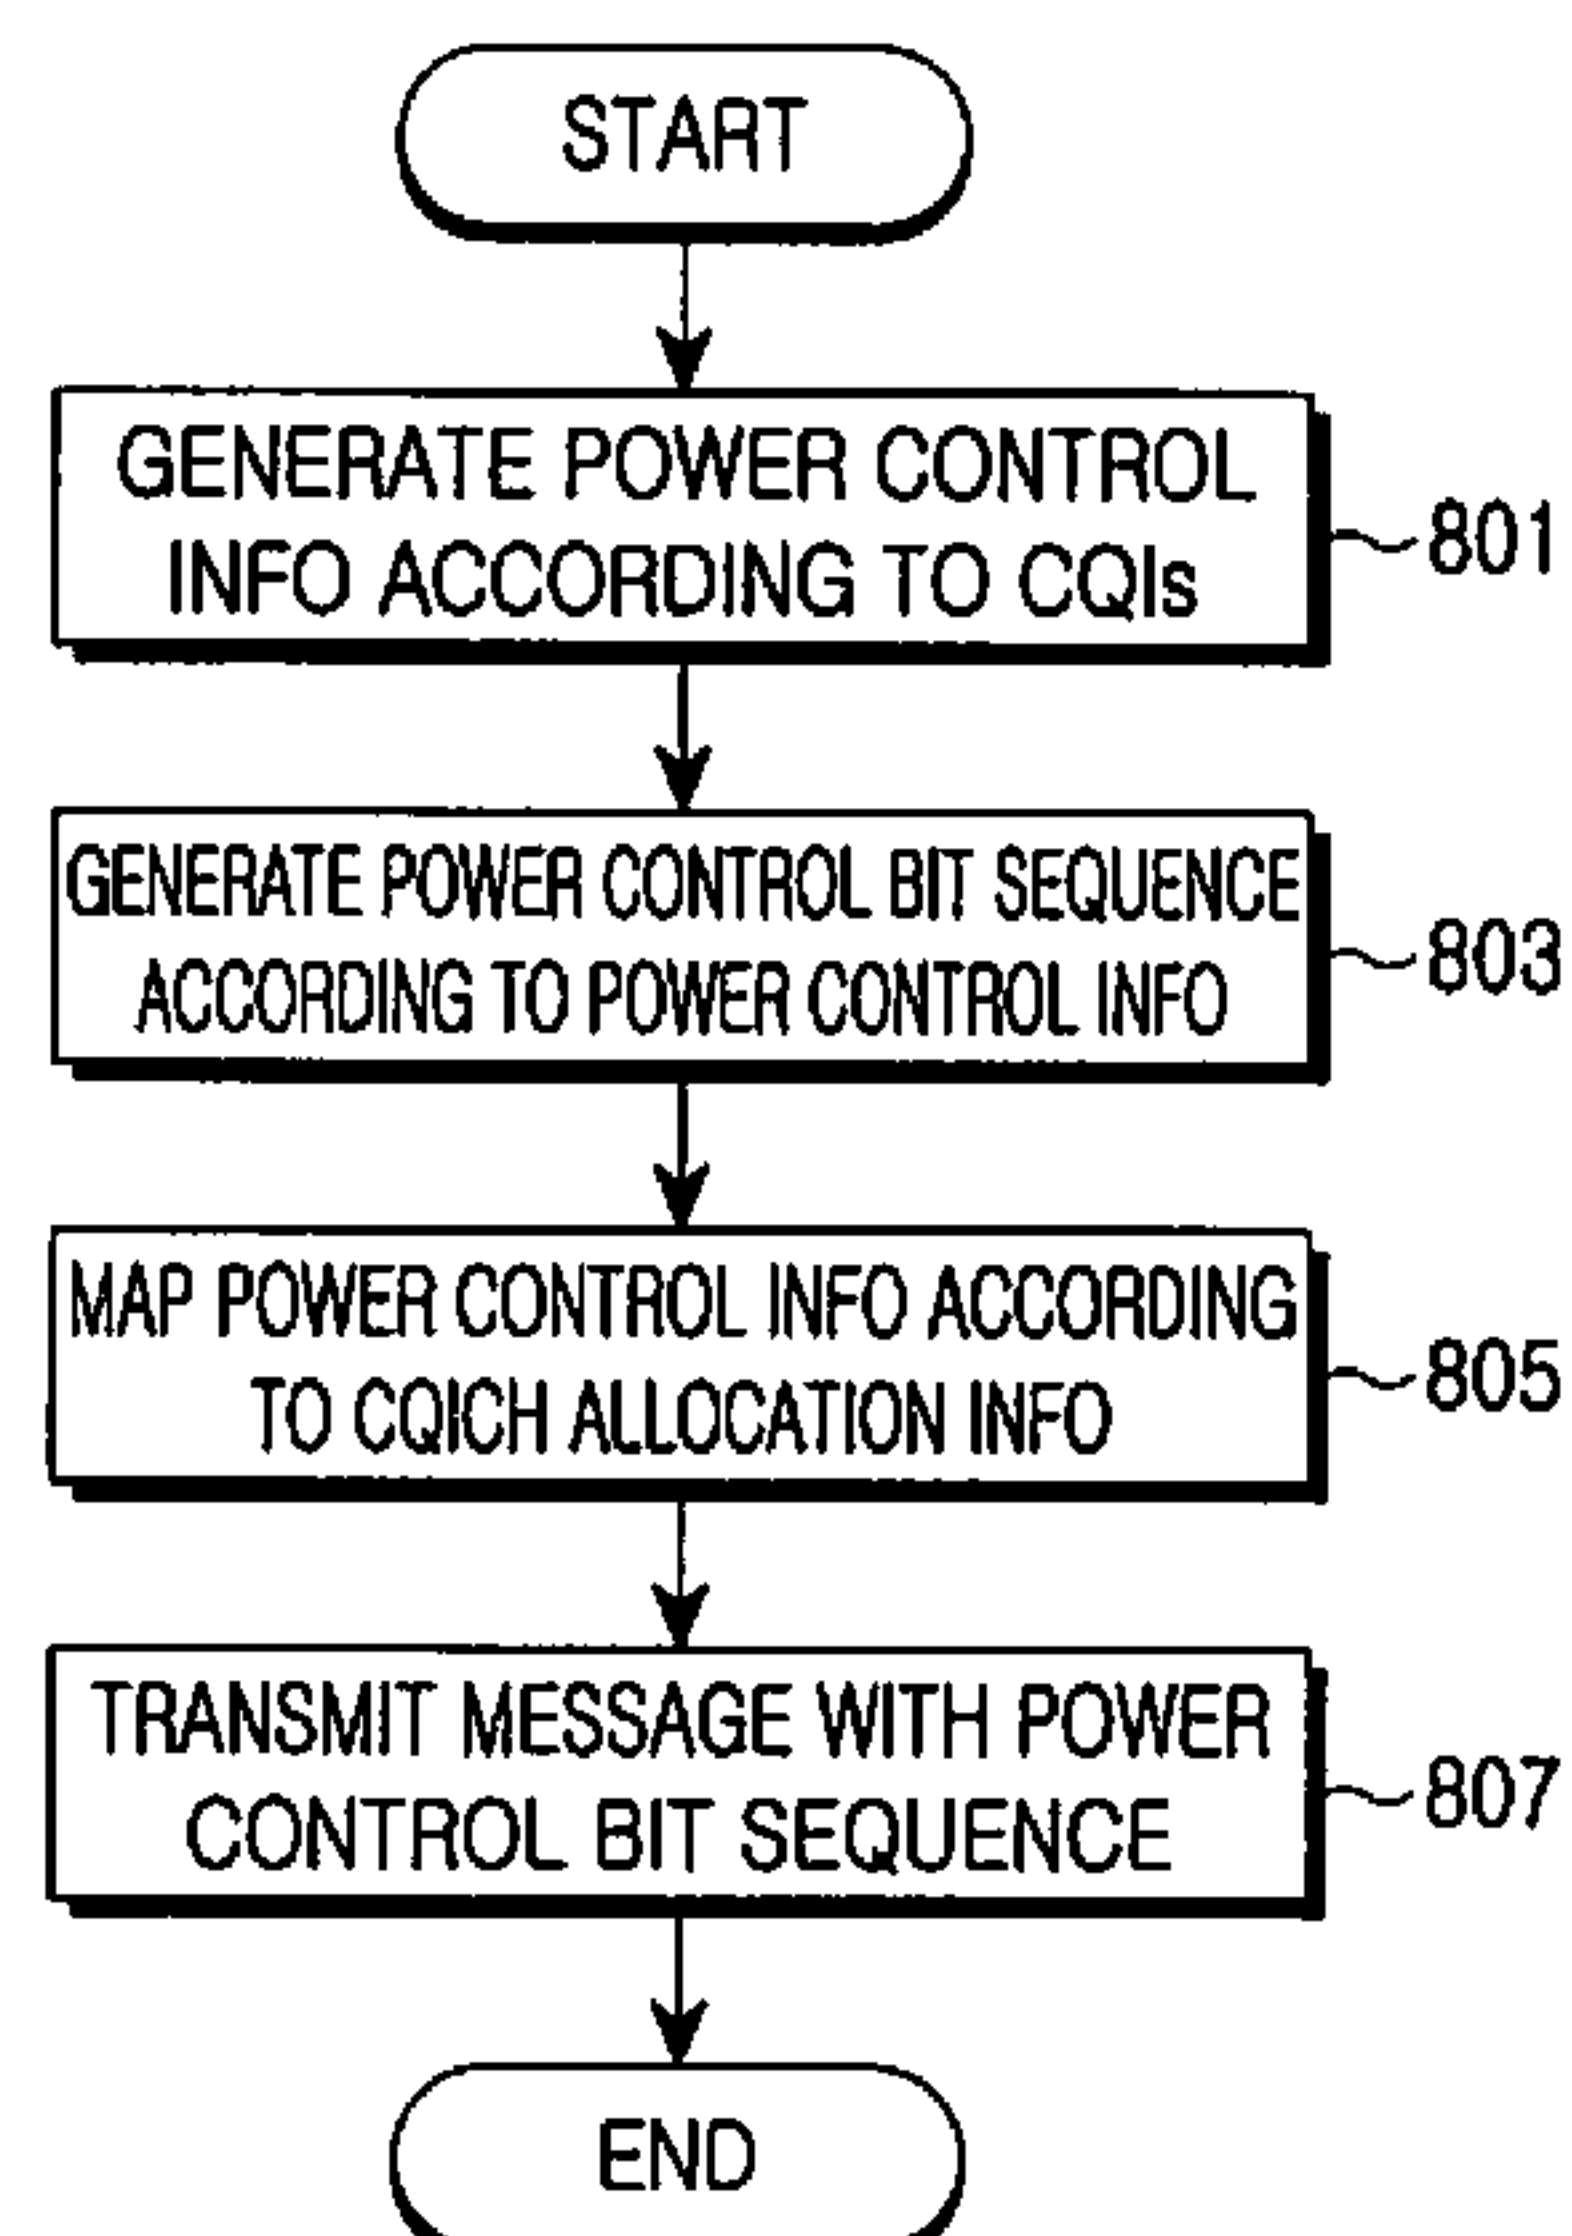 START
GENERATE POWER CONTROL
INFO ACCORDING TO CQIs
801
GENERATE POWER CONTROL BIT SEQUENCE
ACCORDING TO POWER CONTROL INFO
803
MAP POWER CONTROL INFO ACCORDING
TO CQICH ALLOCATION INFO
805
TRANSMIT MESSAGE WITH POWER
CONTROL BIT SEQUENCE
807
END